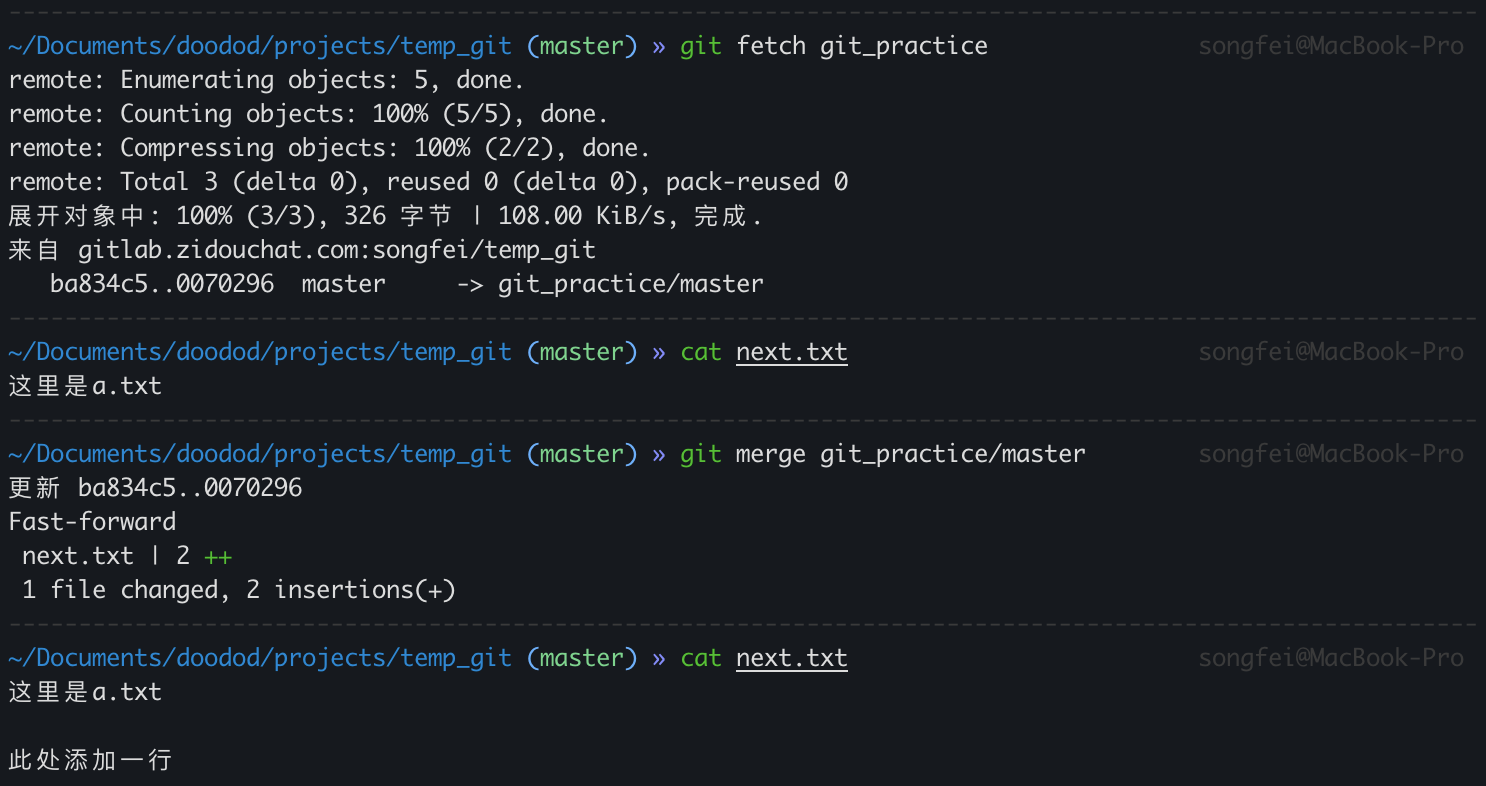 ~/Documents/doodod/projects/temp_git (master) » git fetch git_practice songfei@MacBook-Pro
remote: Enumerating objects: 5, done.
remote: Counting objects: 100% (5/5), done.
remote: Compressing objects: 100% (2/2), done.
remote: Total 3 (delta 0), reused 0 (delta 0), pack-reused 0
展开对象中: 100% (3/3), 326 字节 | 108.00 KiB/s, 完成.
来自 gitlab.zidouchat.com:songfei/temp_git
   ba834c5..0070296  master     -> git_practice/master
~/Documents/doodod/projects/temp_git (master) » cat next.txt songfei@MacBook-Pro
这里是a.txt
~/Documents/doodod/projects/temp_git (master) » git merge git_practice/master songfei@MacBook-Pro
更新 ba834c5..0070296
Fast-forward
 next.txt | 2 ++
 1 file changed, 2 insertions(+)
~/Documents/doodod/projects/temp_git (master) » cat next.txt songfei@MacBook-Pro
这里是a.txt
此处添加一行